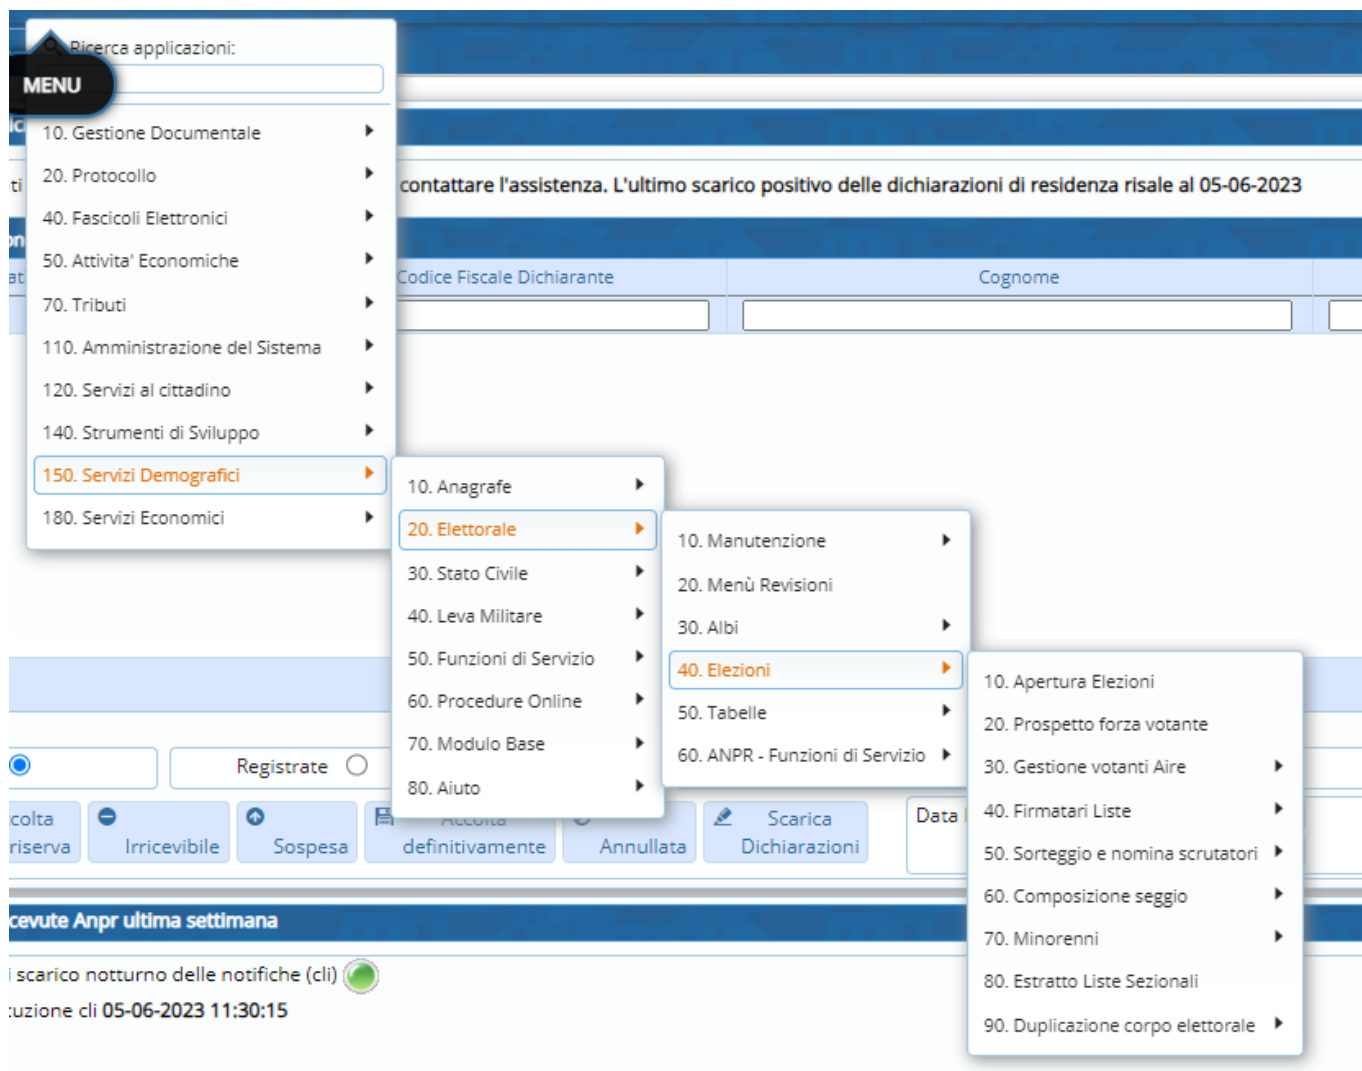 Ricerca applicazioni:
MENU
10. Gestione Documentale
20. Protocollo
40. Fascicoli Elettronici
50. Attivita' Economiche
70. Tributi
110. Amministrazione del Sistema
120. Servizi al cittadino
140. Strumenti di Sviluppo
150. Servizi Demografici
180. Servizi Economici
ti
contattare l'assistenza. L'ultimo scarico positivo delle dichiarazioni di residenza risale al 05-06-2023
on
at
Codice Fiscale Dichiarante
Cognome
10. Anagrafe
20. Elettorale
30. Stato Civile
40. Leva Militare
50. Funzioni di Servizio
60. Procedure Online
70. Modulo Base
80. Aiuto
10. Manutenzione
20. Menù Revisioni
30. Albi
40. Elezioni
50. Tabelle
60. ANPR - Funzioni di Servizio
10. Apertura Elezioni
20. Prospetto forza votante
30. Gestione votanti Aire
40. Firmatari Liste
50. Sorteggio e nomina scrutatori
60. Composizione seggio
70. Minorenni
80. Estratto Liste Sezionali
90. Duplicazione corpo elettorale
Registrate
colta
riserva
Irricevibile
Sospesa
Accolta
definitivamente
Annullata
Scarica
Dichiarazioni
Data
cevute Anpr ultima settimana
i scarico notturno delle notifiche (cli)
cuzione cli 05-06-2023 11:30:15